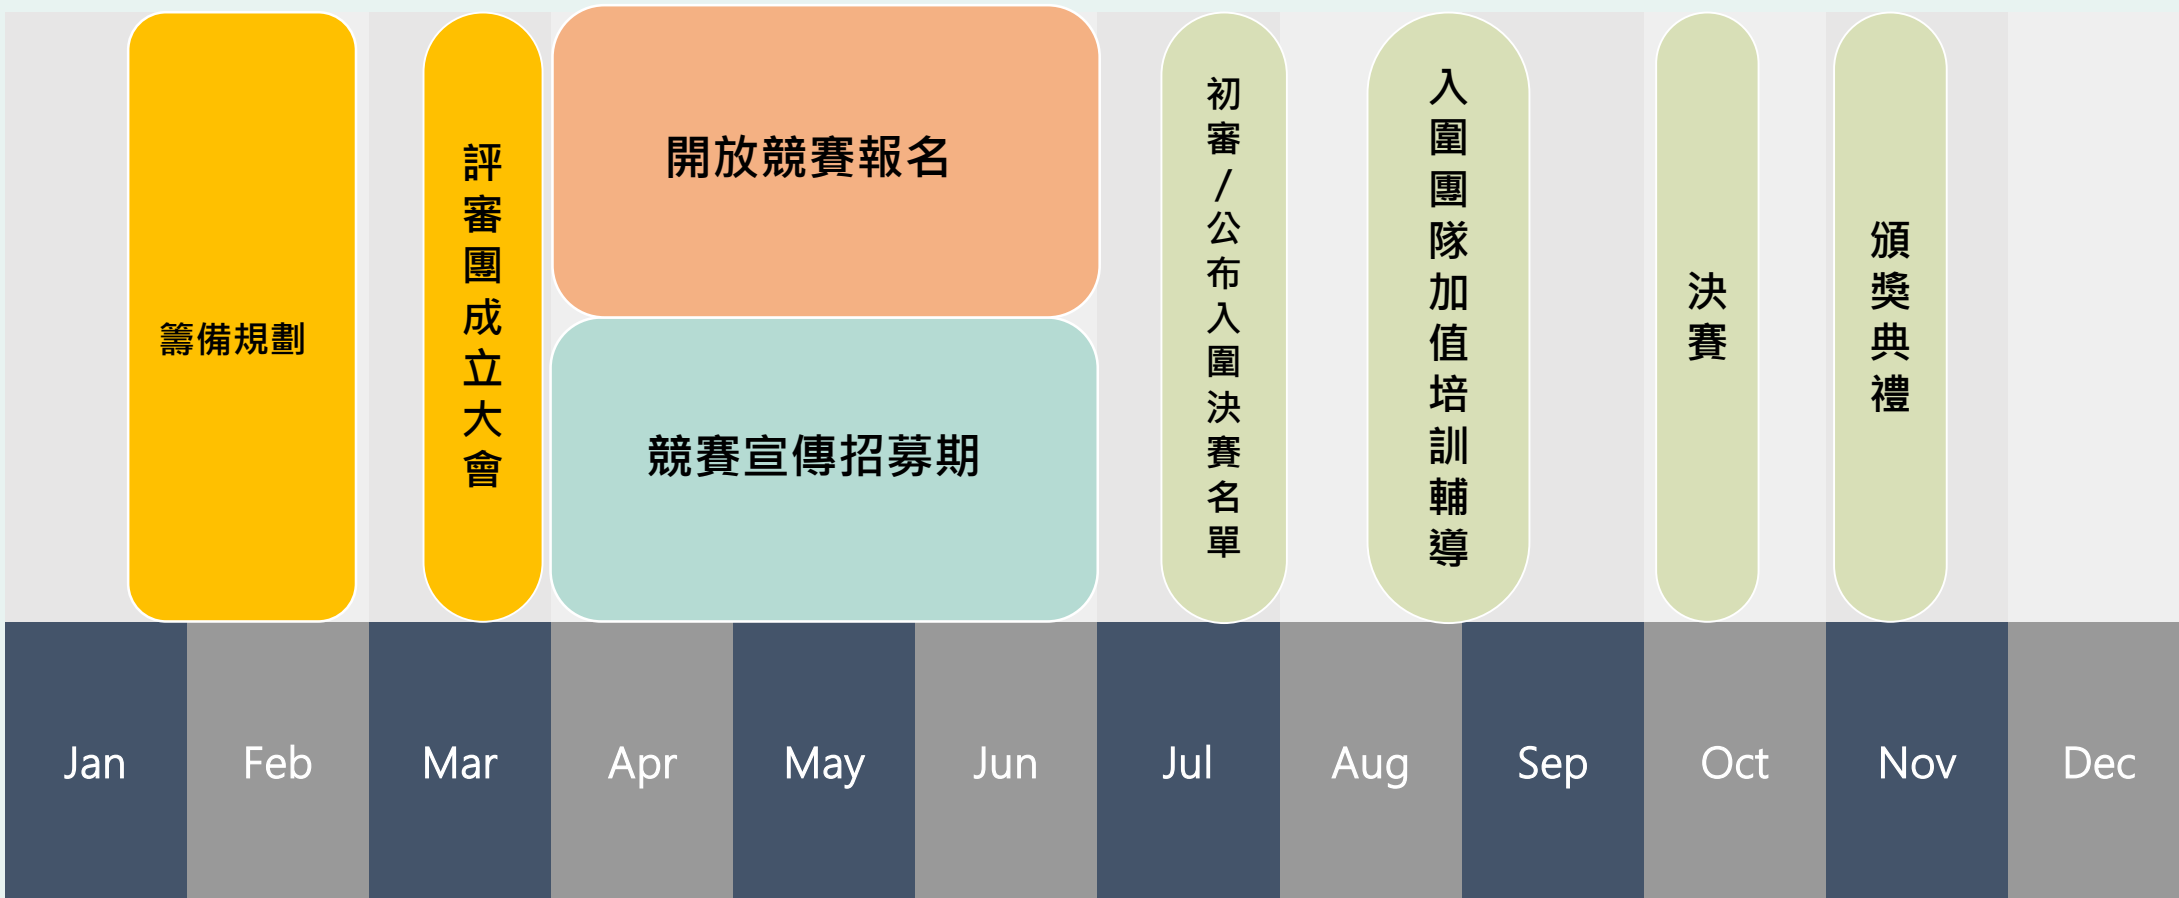 籌備規劃
評審團成立大會
開放競賽報名
競賽宣傳招募期
初審/公布入圍決賽名單
入圍團隊加值培訓輔導
決賽
頒獎典禮
Jan
Feb
Mar
Apr
May
Jun
Jul
Aug
Sep
Oct
Nov
Dec